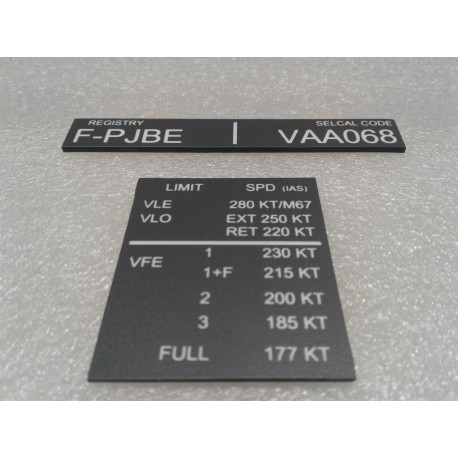 REGISTRY SELCAL CODE
F-PJBE | VAA068
LIMIT SPD (IAS)
VLE 280 KT/M67
VLO EXT 250 KT
RET 220 KT
VFE 1 230 KT
1+F 215 KT
2 200 KT
3 185 KT
FULL 177 KT